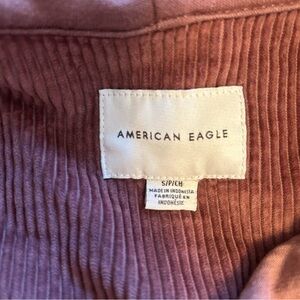 AMERICAN EAGLE
S/P/CH
MADE IN INDONESIA
FABRIQUÉ EN
INDONÉSIE